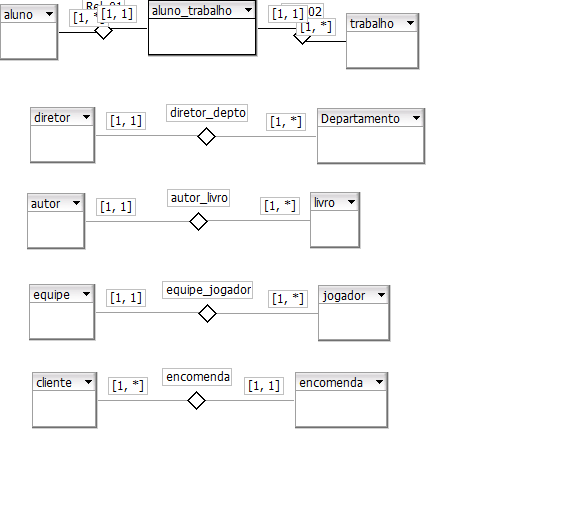 aluno
[1,
[1, 1]
aluno_trabalho
[1, 1]
02
[1, *]
trabalho
diretor
[1, 1]
diretor_depto
[1, *]
Departamento
autor
[1, 1]
autor_livro
[1, *]
livro
equipe
[1, 1]
equipe_jogador
[1, *]
jogador
cliente
[1, *]
encomenda
[1, 1]
encomenda